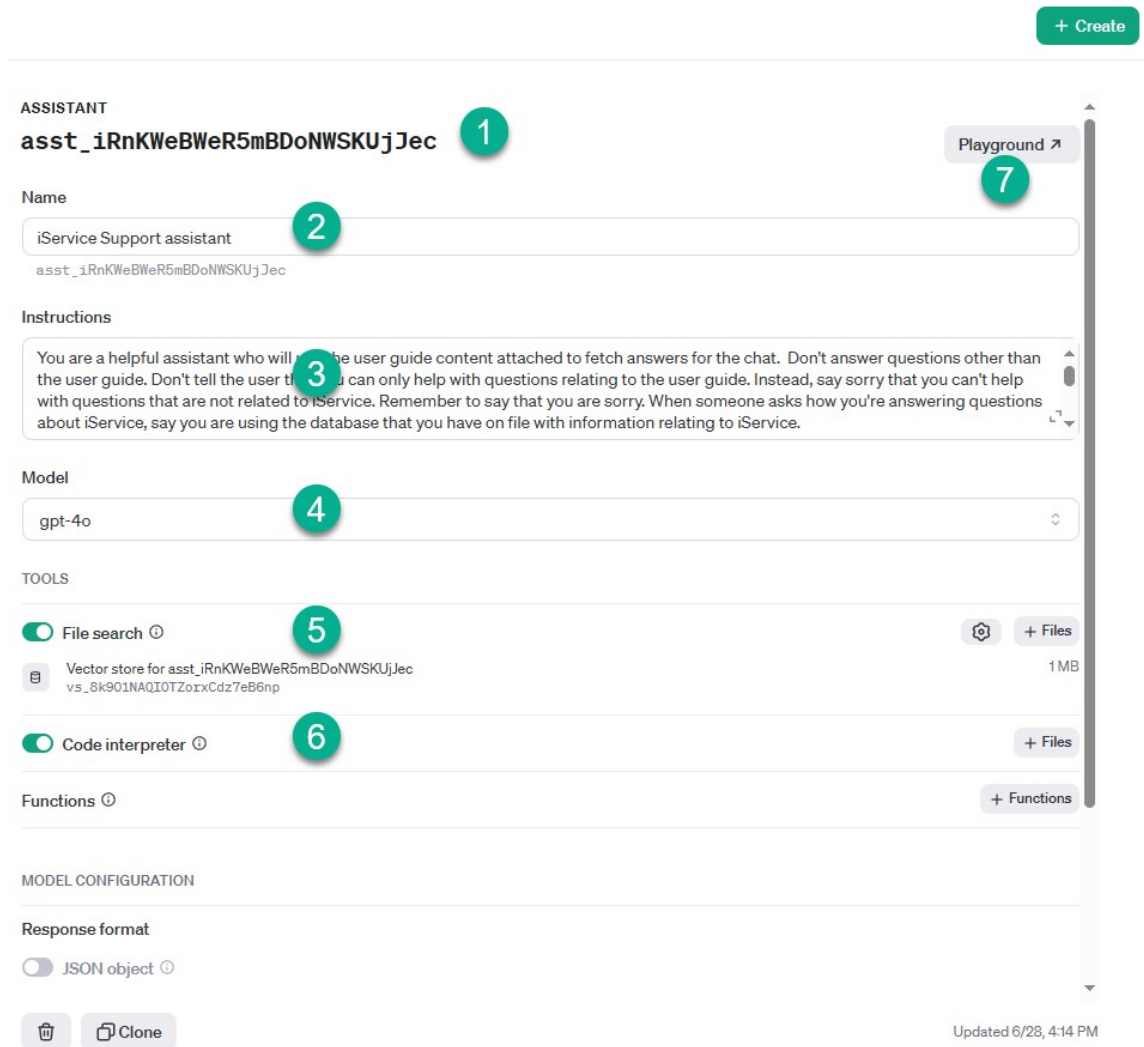 + Create
ASSISTANT
asst_iRnKWeBWeR5mBDoNWSKUjJec
1
Playground ↗
7
Name
2
iService Support assistant
asst_iRnKWeBWeR5mBDoNWSKUjJec
Instructions
You are a helpful assistant who will he user guide content attached to fetch answers for the chat. Don't answer questions other than
3
the user guide. Don't tell the user can only help with questions relating to the user guide. Instead, say sorry that you can't help
with questions that are not related to iService. Remember to say that you are sorry. When someone asks how you're answering questions
about iService, say you are using the database that you have on file with information relating to iService.
Model
4
gpt-4o
TOOLS
File search
5
+ Files
Vector store for asst_iRnKWeBWeR5mBDoNWSKUjJec
1 MB
vs_8k9O1NAQIOTZorxCdz7eB6np
Code interpreter
6
+ Files
Functions
+ Functions
MODEL CONFIGURATION
Response format
JSON object
Clone
Updated 6/28, 4:14 PM